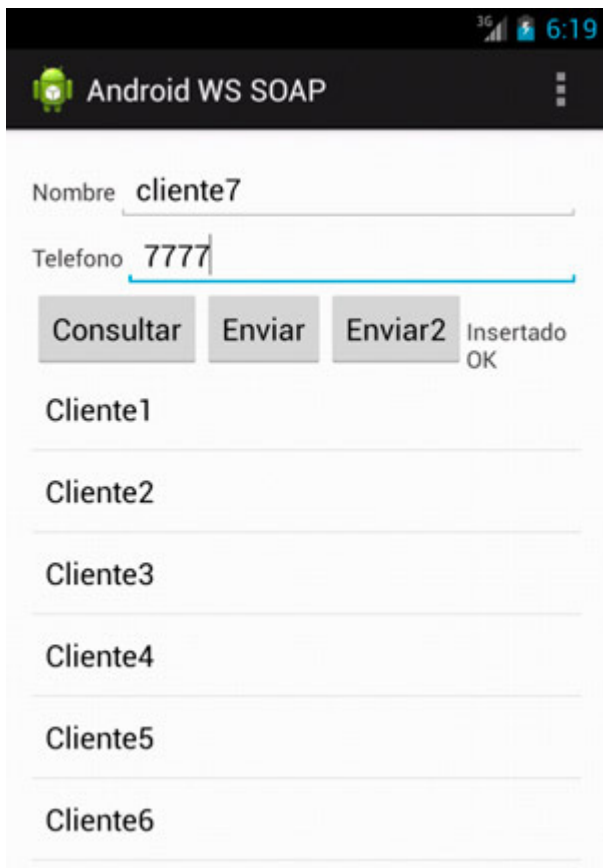 3G 6:19
Android WS SOAP
Nombre cliente7
Telefono 7777
Consultar Enviar Enviar2 Insertado
OK
Cliente1
Cliente2
Cliente3
Cliente4
Cliente5
Cliente6